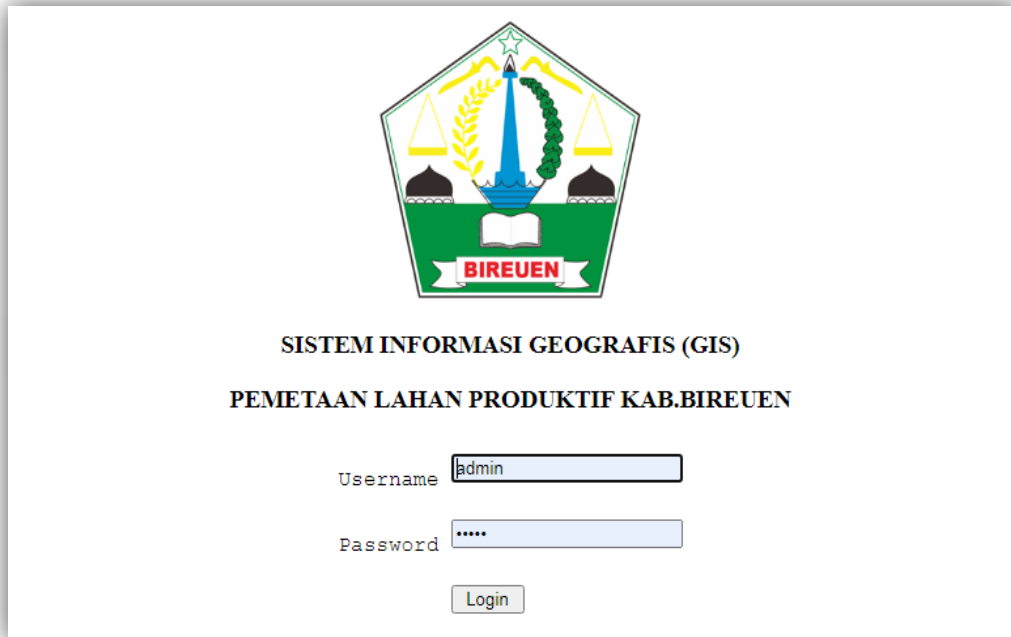 BIREUEN
SISTEM INFORMASI GEOGRAFIS (GIS)
PEMETAAN LAHAN PRODUKTIF KAB.BIREUEN
Username admin
Password •••••
Login